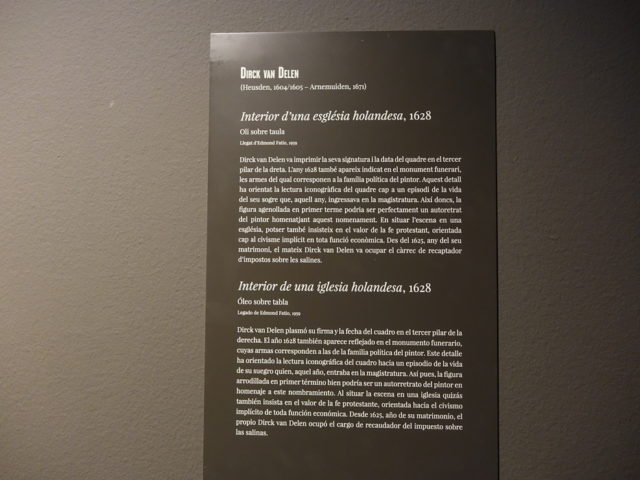 DIRCK VAN DELEN
(Heusden, 1604/1605 – Arnemuiden, 1671)
Interior d'una església holandesa, 1628
Oli sobre taula
Llegat d'Edmond Fatio, 1959
Dirck van Delen va imprimir la seva signatura i la data del quadre en el tercer
pilar de la dreta. L'any 1628 també apareix indicat en el monument funerari,
les armes del qual corresponen a la família política del pintor. Aquest detall
ha orientat la lectura iconogràfica del quadre cap a un episodi de la vida
del seu sogre que, aquell any, ingressava en la magistratura. Així doncs, la
figura agenollada en primer terme podria ser perfectament un autoretrat
del pintor homenatjant aquest nomenament. En situar l'escena en una
església, potser també insisteix en el valor de la fe protestant, orientada
cap al civisme implícit en tota funció econòmica. Des del 1625, any del seu
matrimoni, el mateix Dirck van Delen va ocupar el càrrec de recaptador
d'impostos sobre les salines.
Interior de una iglesia holandesa, 1628
Óleo sobre tabla
Legado de Edmond Fatio, 1959
Dirck van Delen plasmó su firma y la fecha del cuadro en el tercer pilar de la
derecha. El año 1628 también aparece reflejado en el monumento funerario,
cuyas armas corresponden a las de la familia política del pintor. Este detalle
ha orientado la lectura iconográfica del cuadro hacia un episodio de la vida
de su suegro quien, aquel año, entraba en la magistratura. Así pues, la figura
arrodillada en primer término bien podría ser un autorretrato del pintor en
homenaje a este nombramiento. Al situar la escena en una iglesia quizás
también insista en el valor de la fe protestante, orientada hacia el civismo
implícito de toda función económica. Desde 1625, año de su matrimonio, el
propio Dirck van Delen ocupó el cargo de recaudador del impuesto sobre
las salinas.